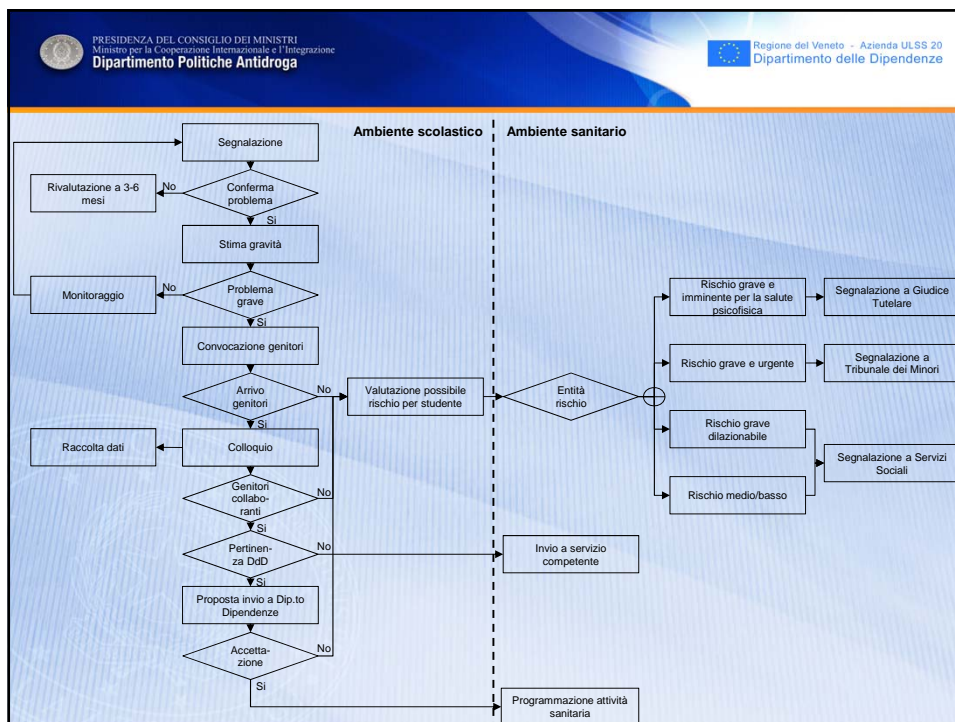 PRESIDENZA DEL CONSIGLIO DEI MINISTRI
Ministro per la Cooperazione Internazionale e l'Integrazione
Dipartimento Politiche Antidroga
Regione del Veneto - Azienda ULSS 20
Dipartimento delle Dipendenze
Ambiente scolastico
Ambiente sanitario
Segnalazione
Rivalutazione a 3-6
mesi
No
Conferma
problema
Si
Stima gravità
Monitoraggio
No
Problema
grave
Si
Convocazione genitori
Arrivo
genitori
No
Si
Valutazione possibile
rischio per studente
Entità
rischio
Rischio grave e
imminente per la salute
psicofisica
Segnalazione a Giudice
Tutelare
Rischio grave e urgente
Segnalazione a
Tribunale dei Minori
Rischio grave
dilazionabile
Rischio medio/basso
Segnalazione a Servizi
Sociali
Raccolta dati
Colloquio
Genitori
collabo-
ranti
No
Si
Pertinen-
za DdD
No
Si
Invio a servizio
competente
Proposta invio a Dip.to
Dipendenze
Accetta-
zione
No
Si
Programmazione attività
sanitaria